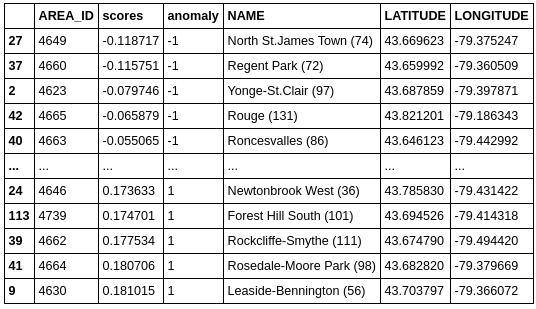 AREA_ID scores anomaly NAME LATITUDE LONGITUDE
27 4649 -0.118717 -1 North St.James Town (74) 43.669623 -79.375247
37 4660 -0.115751 -1 Regent Park (72) 43.659992 -79.360509
2 4623 -0.079746 -1 Yonge-St.Clair (97) 43.687859 -79.397871
42 4665 -0.065879 -1 Rouge (131) 43.821201 -79.186343
40 4663 -0.055065 -1 Roncesvalles (86) 43.646123 -79.442992
... ... ... ... ... ... ...
24 4646 0.173633 1 Newtonbrook West (36) 43.785830 -79.431422
113 4739 0.174701 1 Forest Hill South (101) 43.694526 -79.414318
39 4662 0.177534 1 Rockcliffe-Smythe (111) 43.674790 -79.494420
41 4664 0.180706 1 Rosedale-Moore Park (98) 43.682820 -79.379669
9 4630 0.181015 1 Leaside-Bennington (56) 43.703797 -79.366072